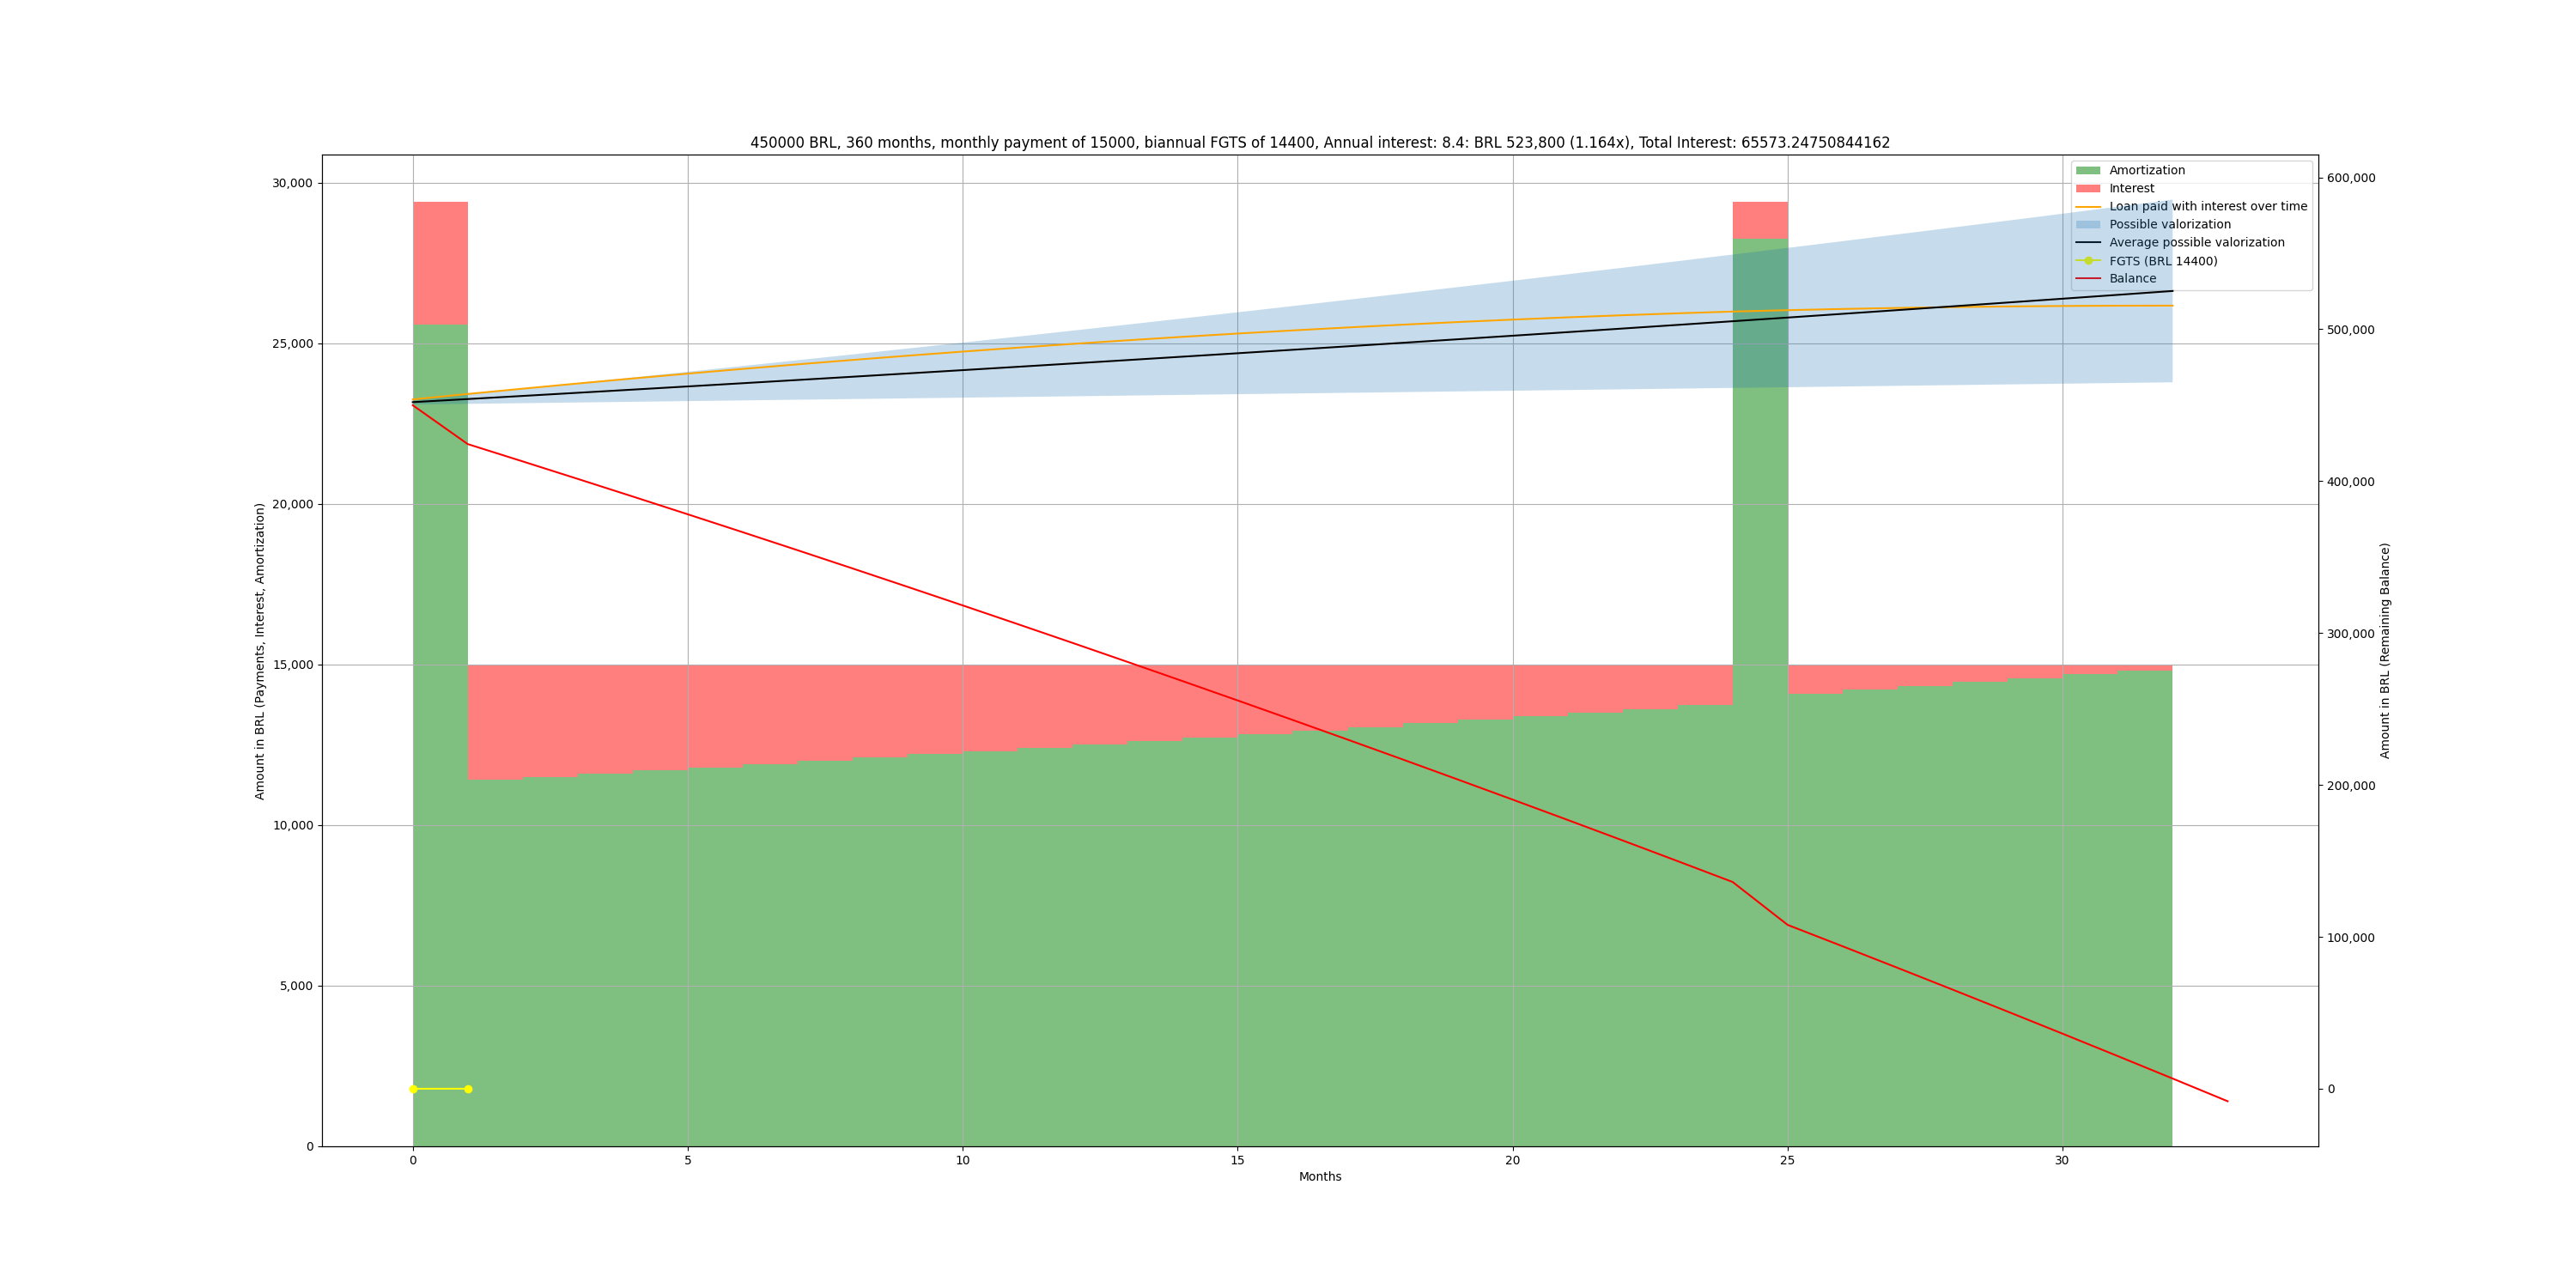 450000 BRL, 360 months, monthly payment of 15000, biannual FGTS of 14400, Annual interest: 8.4: BRL 523,800 (1.164x), Total Interest: 65573.24750844162
Amortization
Interest
Loan paid with interest over time
Possible valorization
Average possible valorization
FGTS (BRL 14400)
Balance
Amount in BRL (Payments, Interest, Amortization)
30,000
25,000
20,000
15,000
10,000
5,000
0
600,000
500,000
400,000
300,000
200,000
100,000
0
Amount in BRL (Remaining Balance)
0
5
10
15
20
25
30
Months